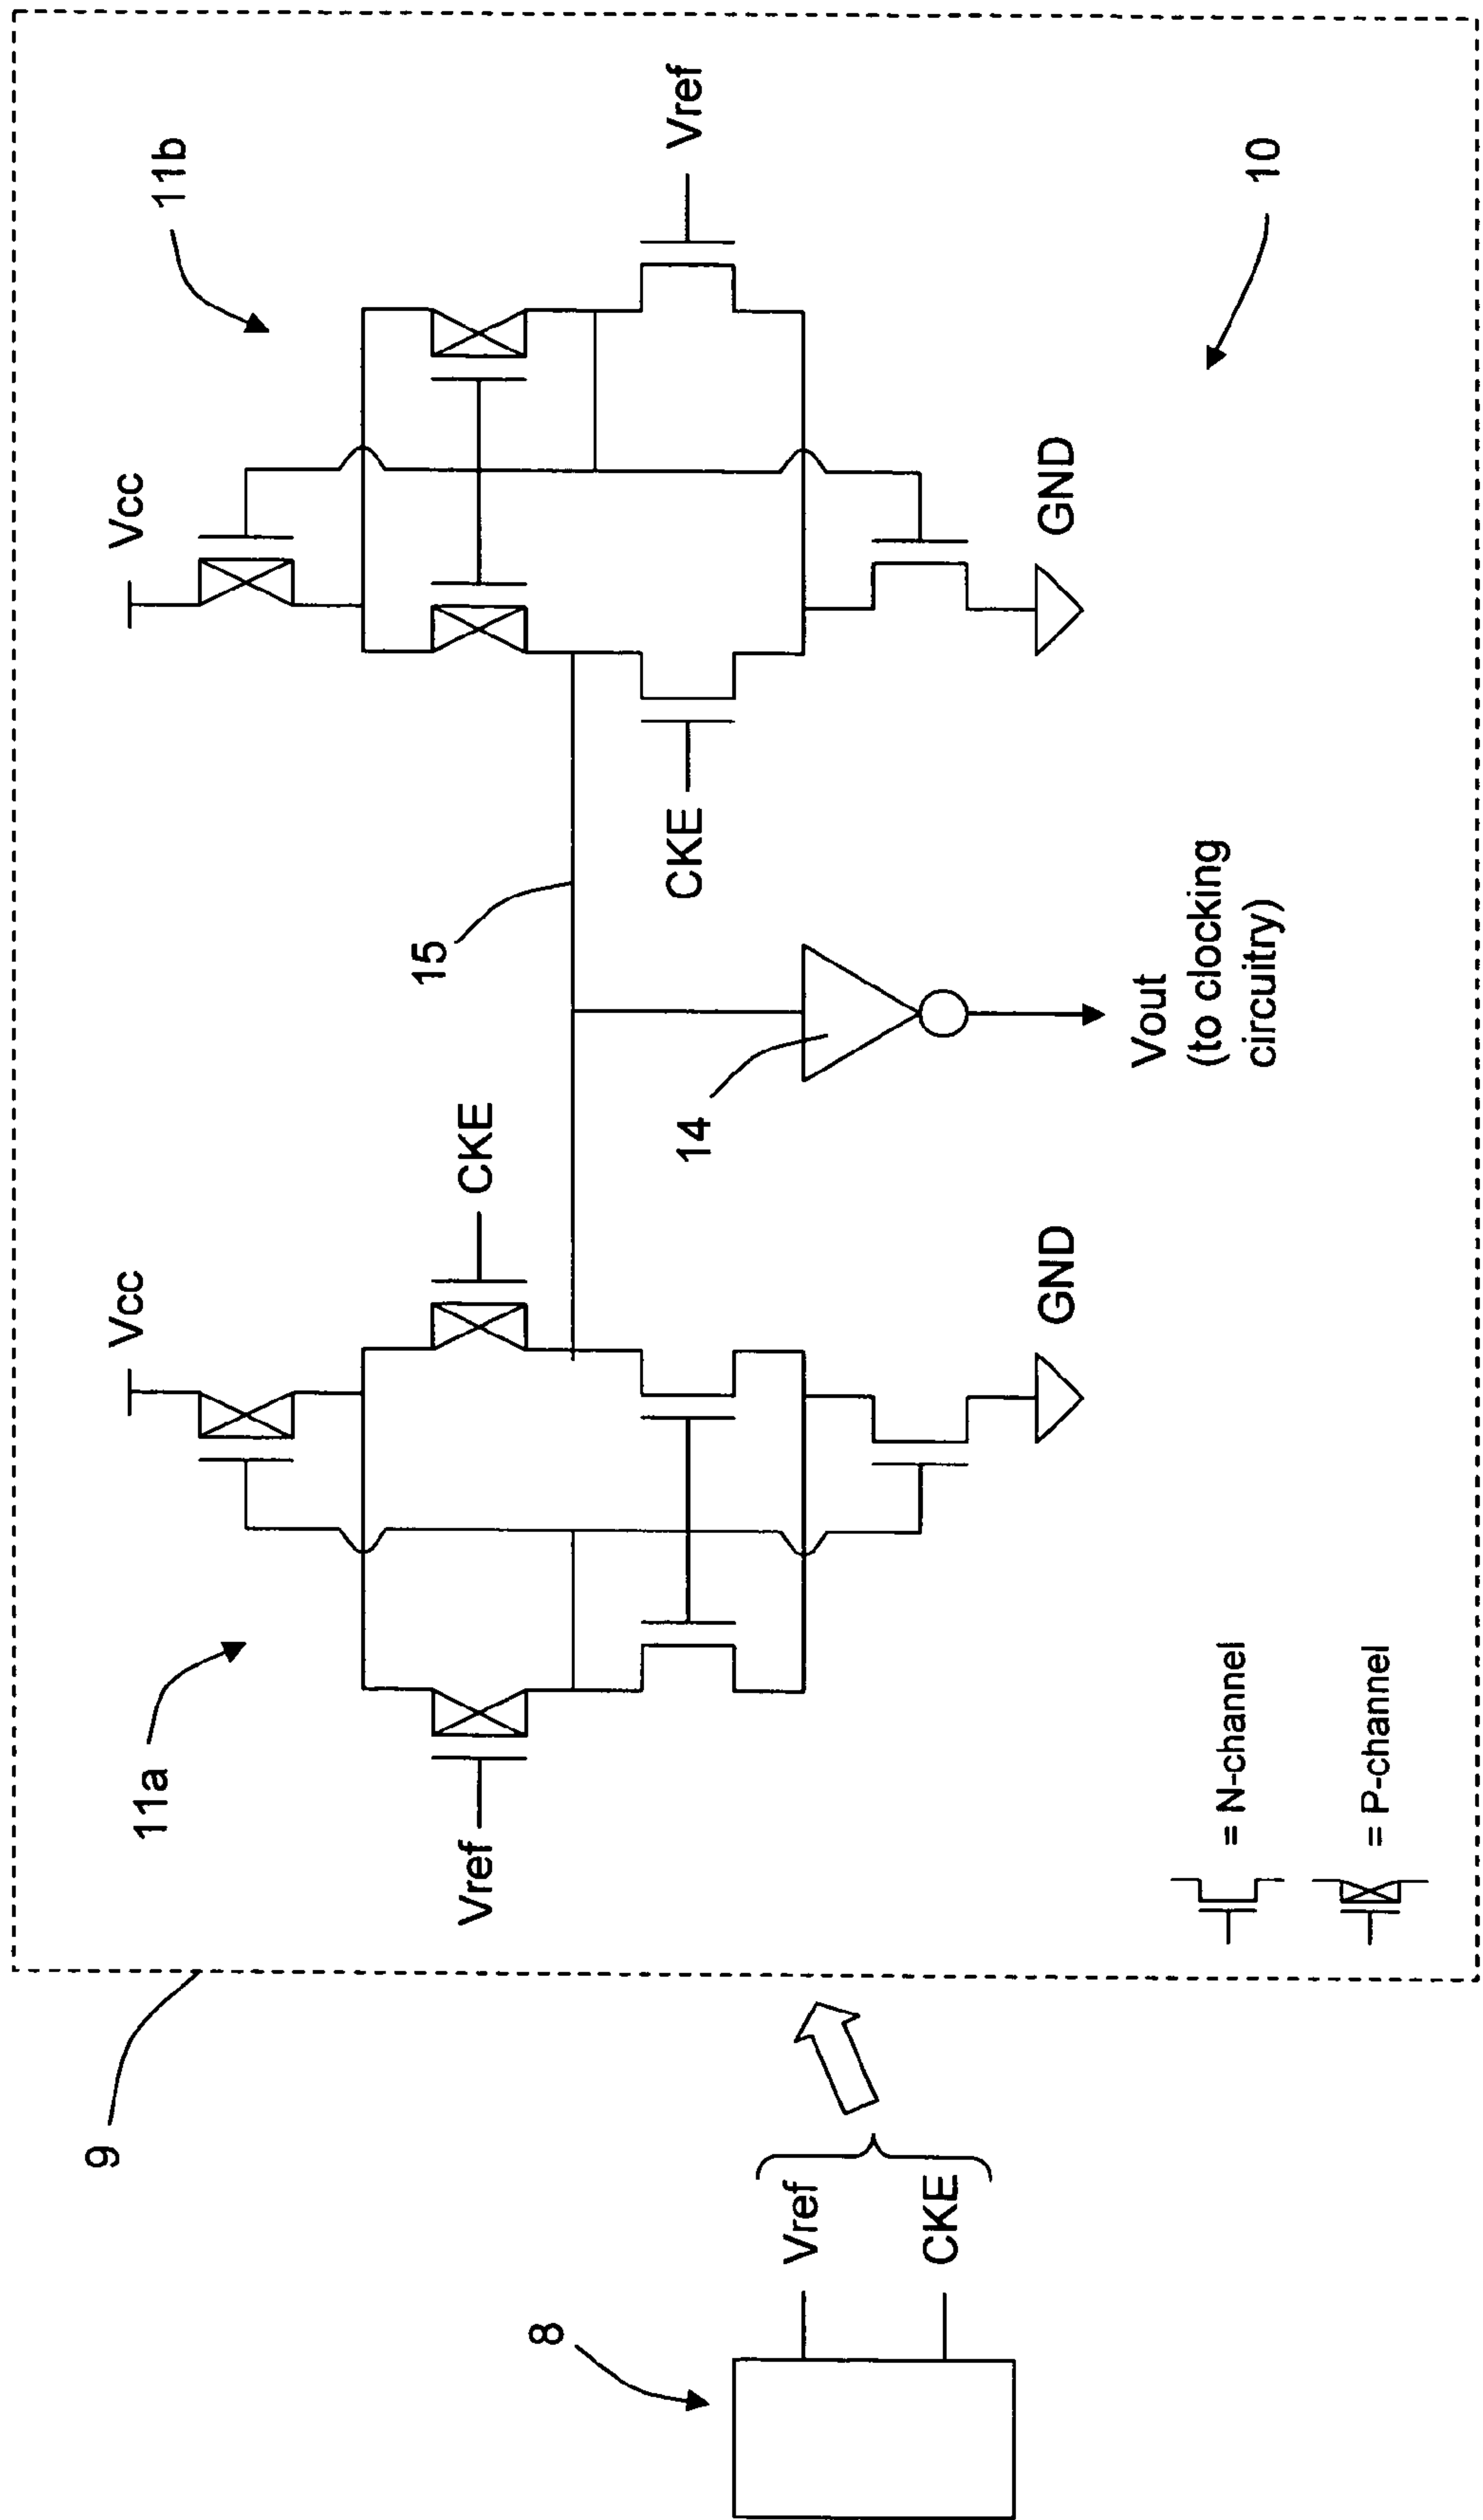 9
8
Vref
CKE
11a
Vcc
Vref
CKE
GND
15
14
Vout
(to clocking
circuitry)
11b
Vcc
Vref
CKE
GND
10
= N-channel
= P-channel